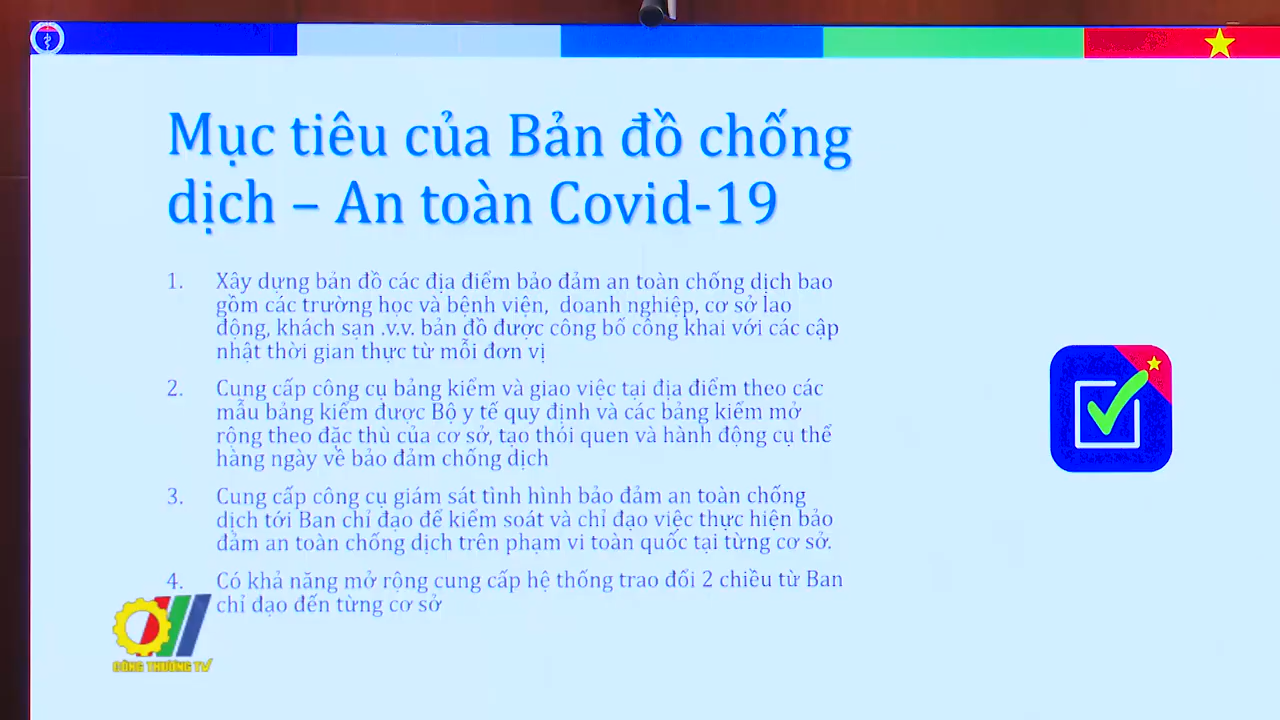 Mục tiêu của Bản đồ chống
dịch – An toàn Covid-19
1. Xây dựng bản đồ các địa điểm bảo đảm an toàn chống dịch bao
gồm các trường học và bệnh viện, doanh nghiệp, cơ sở lao
động, khách sạn .v.v. bản đồ được công bố công khai với các cập
nhật thời gian thực từ mỗi đơn vị
2. Cung cấp công cụ bảng kiểm và giao việc tại địa điểm theo các
mẫu bảng kiểm được Bộ y tế quy định và các bảng kiểm mở
rộng theo đặc thù của cơ sở, tạo thói quen và hành động cụ thể
hàng ngày về bảo đảm chống dịch
3. Cung cấp công cụ giám sát tình hình bảo đảm an toàn chống
dịch tới Ban chỉ đạo để kiểm soát và chỉ đạo việc thực hiện bảo
đảm an toàn chống dịch trên phạm vi toàn quốc tại từng cơ sở.
4. Có khả năng mở rộng cung cấp hệ thống trao đổi 2 chiều từ Ban
chỉ đạo đến từng cơ sở
CÔNG THƯƠNG TV